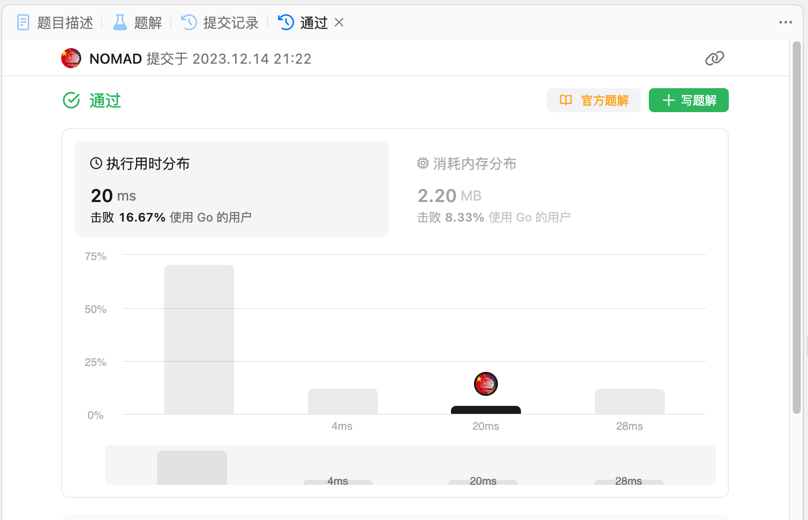 题目描述 题解 提交记录 通过
NOMAD 提交于 2023.12.14 21:22
通过 官方题解 写题解
执行用时分布 消耗内存分布
20 ms 2.20 MB
击败 16.67% 使用 Go 的用户 击败 8.33% 使用 Go 的用户
75%
50%
25%
0%
4ms 20ms 28ms
4ms 20ms 28ms